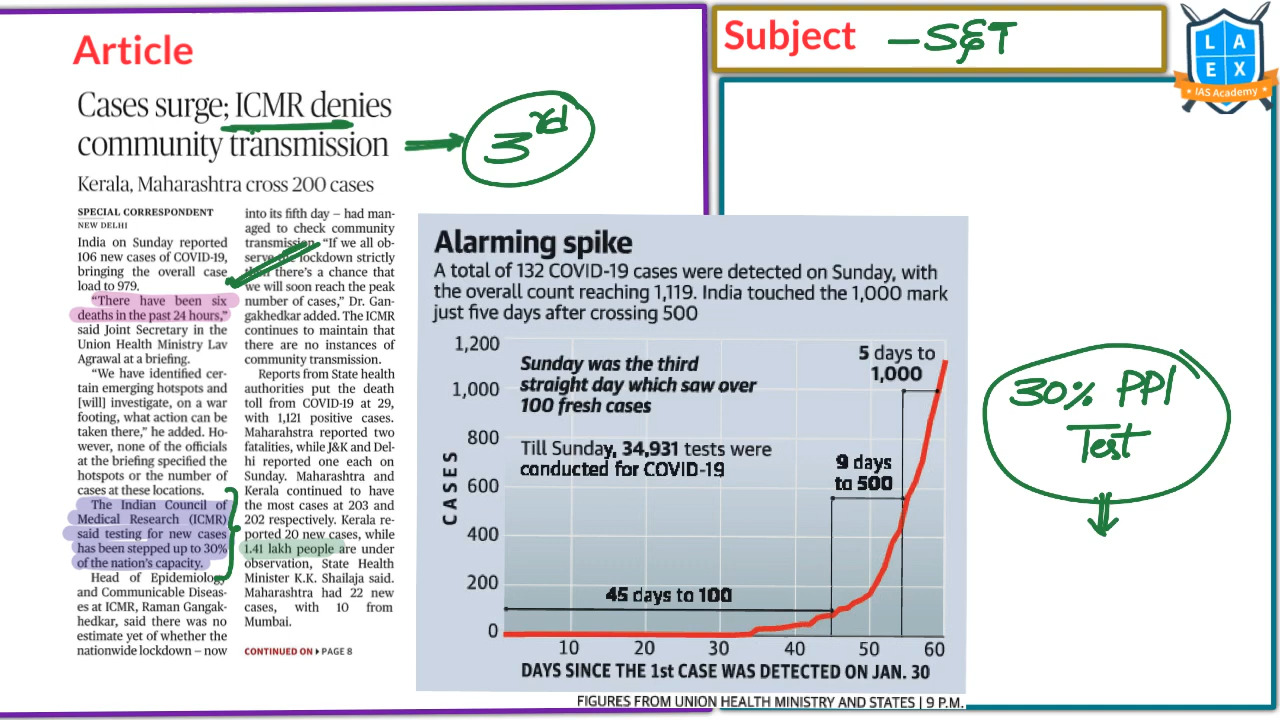 Article
Subject
-S&T
L A
E X
IAS Academy
Cases surge; ICMR denies
community transmission
3rd
Kerala, Maharashtra cross 200 cases
SPECIAL CORRESPONDENT
NEW DELHI
India on Sunday reported
106 new cases of COVID-19,
bringing the overall case
load to 979.
“There have been six
deaths in the past 24 hours,”
said Joint Secretary in the
Union Health Ministry Lav
Agrawal at a briefing.
“We have identified cer-
tain emerging hotspots and
[will] investigate, on a war
footing, what action can be
taken there,” he added. Ho-
wever, none of the officials
at the briefing specified the
hotspots or the number of
cases at these locations.
The Indian Council of
Medical Research (ICMR)
said testing for new cases
has been stepped up to 30%
of the nation's capacity.
Head of Epidemiology
and Communicable Diseas-
es at ICMR, Raman Gangak-
hedkar, said there was no
estimate yet of whether the
nationwide lockdown – now
into its fifth day – had man-
aged to check community
transmission. “If we all ob-
serve the lockdown strictly
there's a chance that
we will soon reach the peak
number of cases,” Dr. Gan-
gakhedkar added. The ICMR
continues to maintain that
there are no instances of
community transmission.
Reports from State health
authorities put the death
toll from COVID-19 at 29,
with 1,121 positive cases.
Maharahstra reported two
fatalities, while J&K and Del-
hi reported one each on
Sunday. Maharashtra and
Kerala continued to have
the most cases at 203 and
202 respectively. Kerala re-
ported 20 new cases, while
1.41 lakh people are under
observation, State Health
Minister K.K. Shailaja said.
Maharashtra had 22 new
cases, with 10 from
Mumbai.
CONTINUED ON PAGE 8
Alarming spike
A total of 132 COVID-19 cases were detected on Sunday, with
the overall count reaching 1,119. India touched the 1,000 mark
just five days after crossing 500
1,200
1,000
800
600
400
200
0
CASES
Sunday was the third
straight day which saw over
100 fresh cases
Till Sunday, 34,931 tests were
conducted for COVID-19
5 days to
1,000
9 days
to 500
45 days to 100
10 20 30 40 50 60
DAYS SINCE THE 1st CASE WAS DETECTED ON JAN. 30
FIGURES FROM UNION HEALTH MINISTRY AND STATES | 9 P.M.
30% PPI
Test